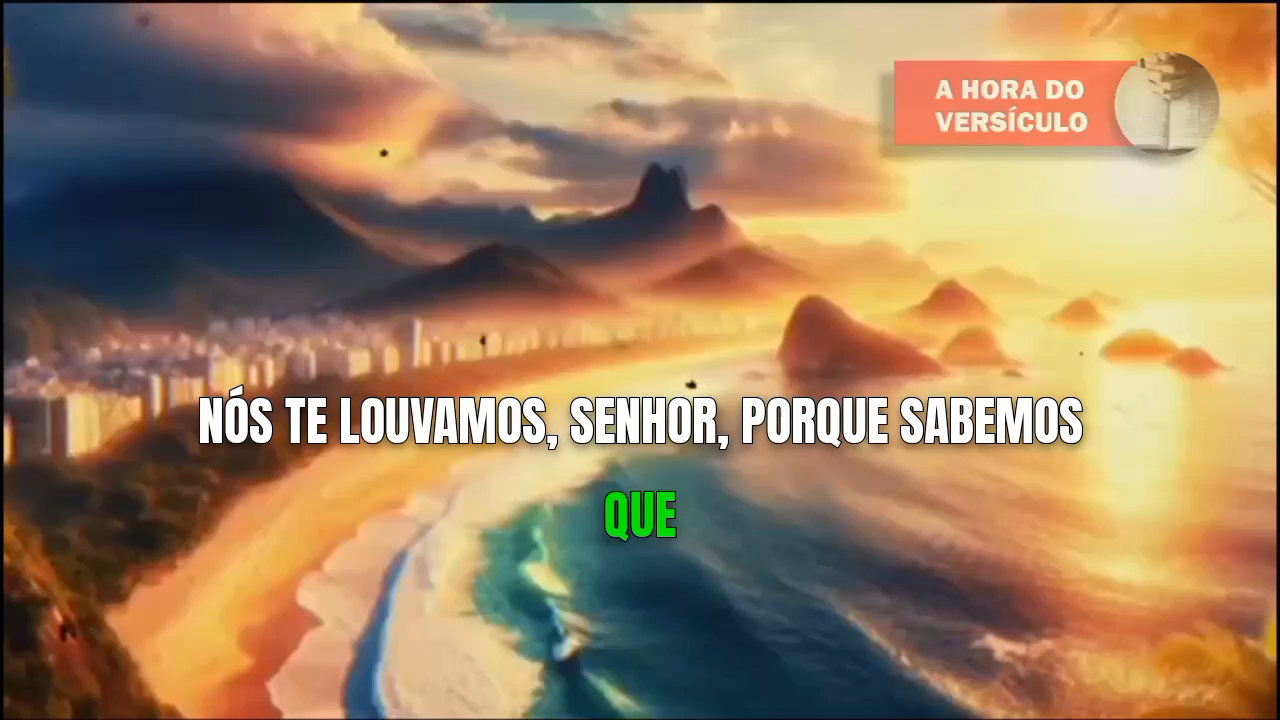 A HORA DO
VERSÍCULO
NÓS TE LOUVAMOS, SENHOR, PORQUE SABEMOS
QUE